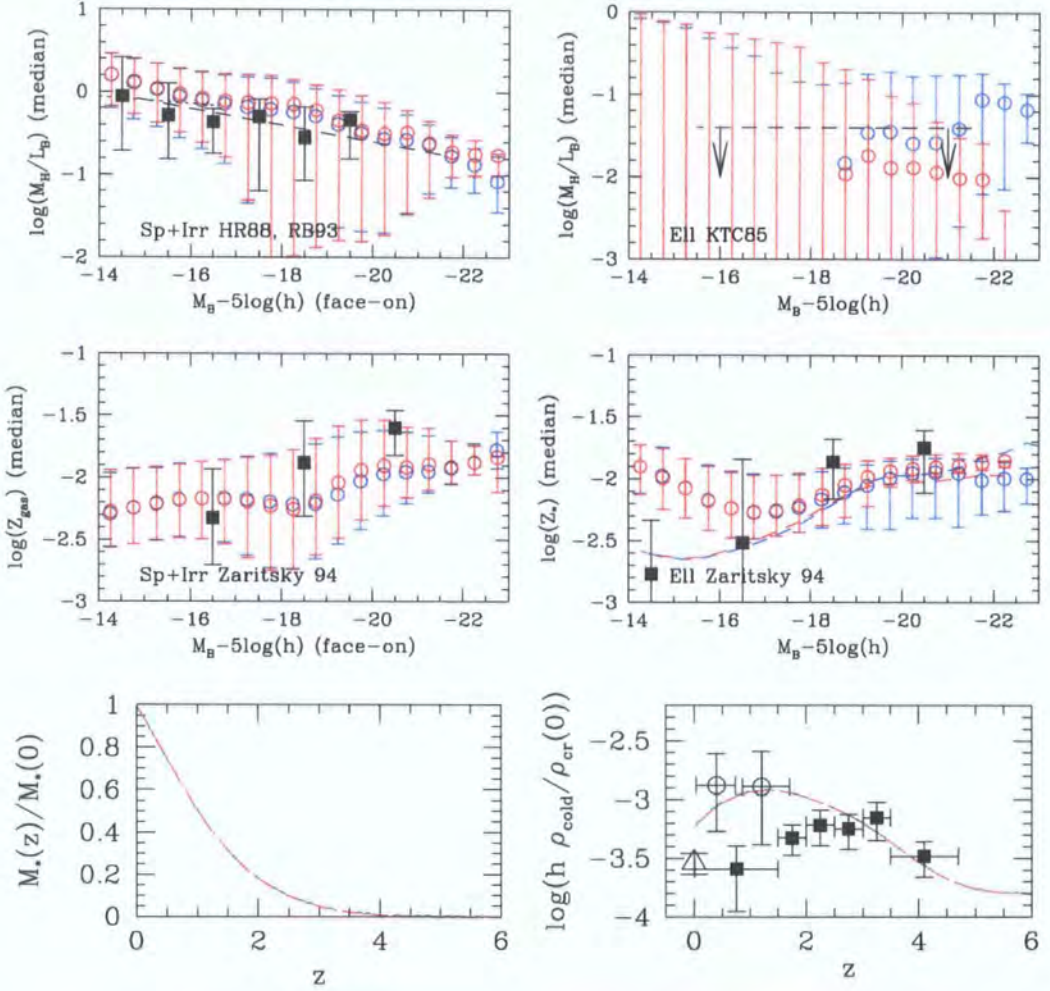 0
1
0
-1
-2
log(M_H/L_B) (median)
Sp+Irr HR88, RB93
-14 -16 -18 -20 -22
M_B-5log(h) (face-on)
0
-1
-2
-3
log(M_H/L_B) (median)
Ell KTC85
-14 -16 -18 -20 -22
M_B-5log(h)
-1
-1.5
-2
-2.5
-3
log(Z_gas) (median)
Sp+Irr Zaritsky 94
-14 -16 -18 -20 -22
M_B-5log(h) (face-on)
-1
-1.5
-2
-2.5
-3
log(Z_*) (median)
Ell Zaritsky 94
-14 -16 -18 -20 -22
M_B-5log(h)
1
0.8
0.6
0.4
0.2
0
M_*(z)/M_*(0)
0 2 4 6
z
-2.5
-3
-3.5
-4
log(h ρ_cold/ρ_cr(0))
0 2 4 6
z